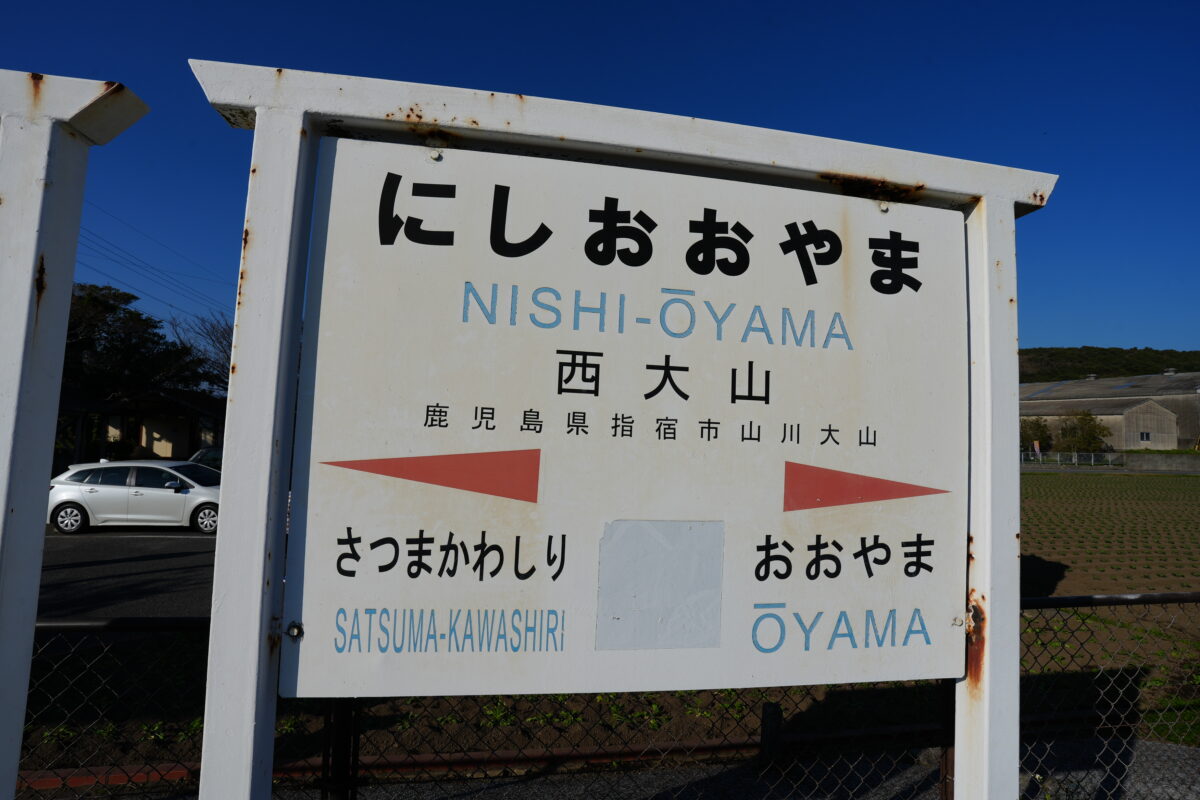 にしおおやま
NISHI-ŌYAMA
西大山
鹿児島県指宿市山川大山
さつまかわしり おおやま
SATSUMA-KAWASHIRI ŌYAMA